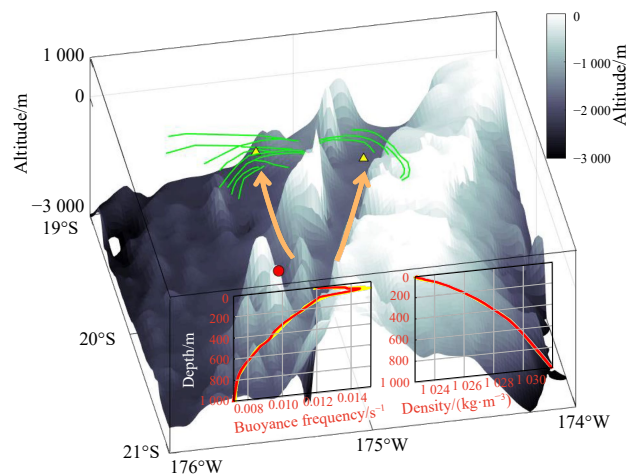 1 000
0
Altitude/m
−3 000
19°S
20°S
21°S
176°W
175°W
174°W
0
−1 000
−2 000
−3 000
Altitude/m
0
200
400
600
800
1 000
Depth/m
0.008 0.010 0.012 0.014
Buoyance frequency/s⁻¹
0
200
400
600
800
1 000
1 024 1 026 1 028 1 030
Density/(kg·m⁻³)